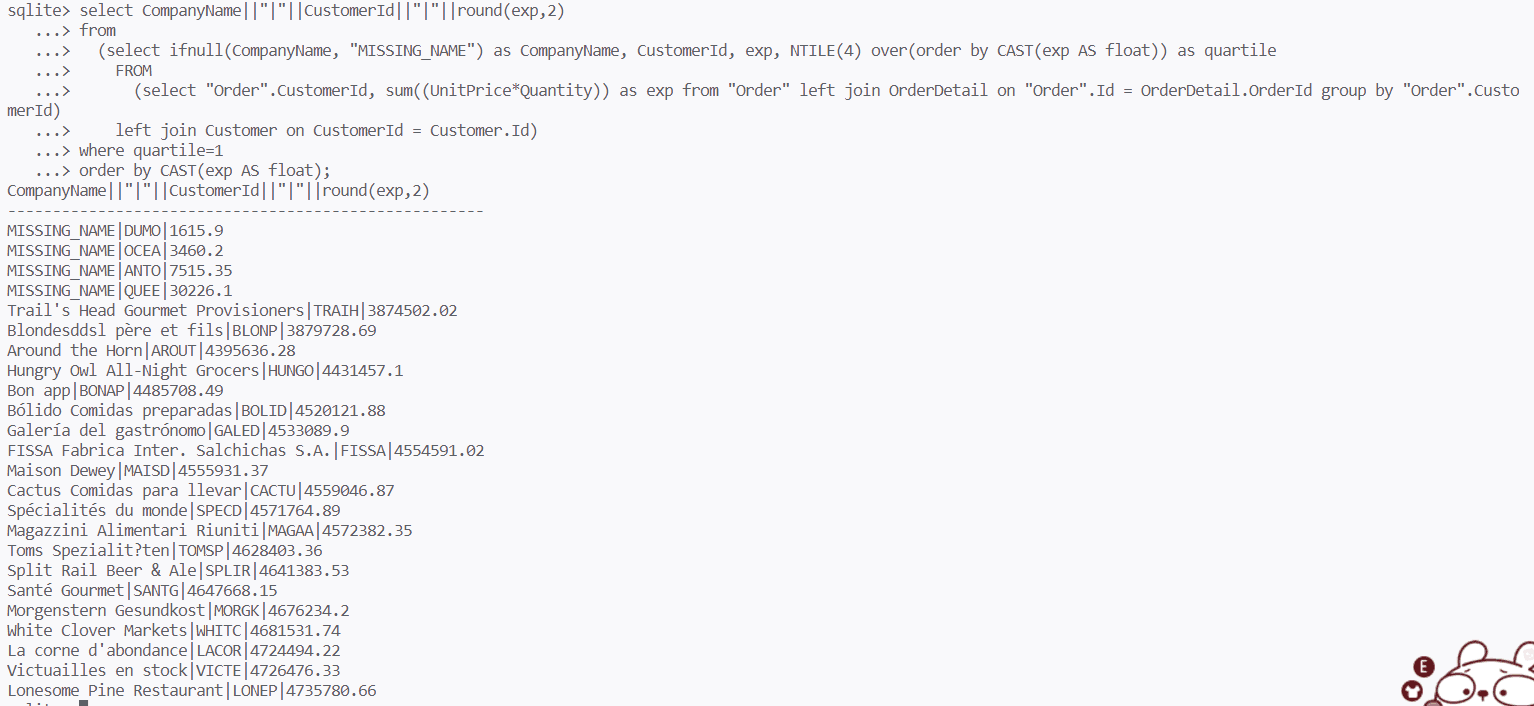 sqlite> select CompanyName||"|"||CustomerId||"|"||round(exp,2)
   ...> from
   ...>   (select ifnull(CompanyName, "MISSING_NAME") as CompanyName, CustomerId, exp, NTILE(4) over(order by CAST(exp AS float)) as quartile
   ...>     FROM
   ...>       (select "Order".CustomerId, sum((UnitPrice*Quantity)) as exp from "Order" left join OrderDetail on "Order".Id = OrderDetail.OrderId group by "Order".Custo
merId)
   ...>     left join Customer on CustomerId = Customer.Id)
   ...> where quartile=1
   ...> order by CAST(exp AS float);
CompanyName||"|"||CustomerId||"|"||round(exp,2)
-----------------------------------------------------
MISSING_NAME|DUMO|1615.9
MISSING_NAME|OCEA|3460.2
MISSING_NAME|ANTO|7515.35
MISSING_NAME|QUEE|30226.1
Trail's Head Gourmet Provisioners|TRAIH|3874502.02
Blondesddsl père et fils|BLONP|3879728.69
Around the Horn|AROUT|4395636.28
Hungry Owl All-Night Grocers|HUNGO|4431457.1
Bon app|BONAP|4485708.49
Bólido Comidas preparadas|BOLID|4520121.88
Galería del gastrónomo|GALED|4533089.9
FISSA Fabrica Inter. Salchichas S.A.|FISSA|4554591.02
Maison Dewey|MAISD|4555931.37
Cactus Comidas para llevar|CACTU|4559046.87
Spécialités du monde|SPECD|4571764.89
Magazzini Alimentari Riuniti|MAGAA|4572382.35
Toms Spezialit?ten|TOMSP|4628403.36
Split Rail Beer & Ale|SPLIR|4641383.53
Santé Gourmet|SANTG|4647668.15
Morgenstern Gesundkost|MORGK|4676234.2
White Clover Markets|WHITC|4681531.74
La corne d'abondance|LACOR|4724494.22
Victuailles en stock|VICTE|4726476.33
Lonesome Pine Restaurant|LONEP|4735780.66
E